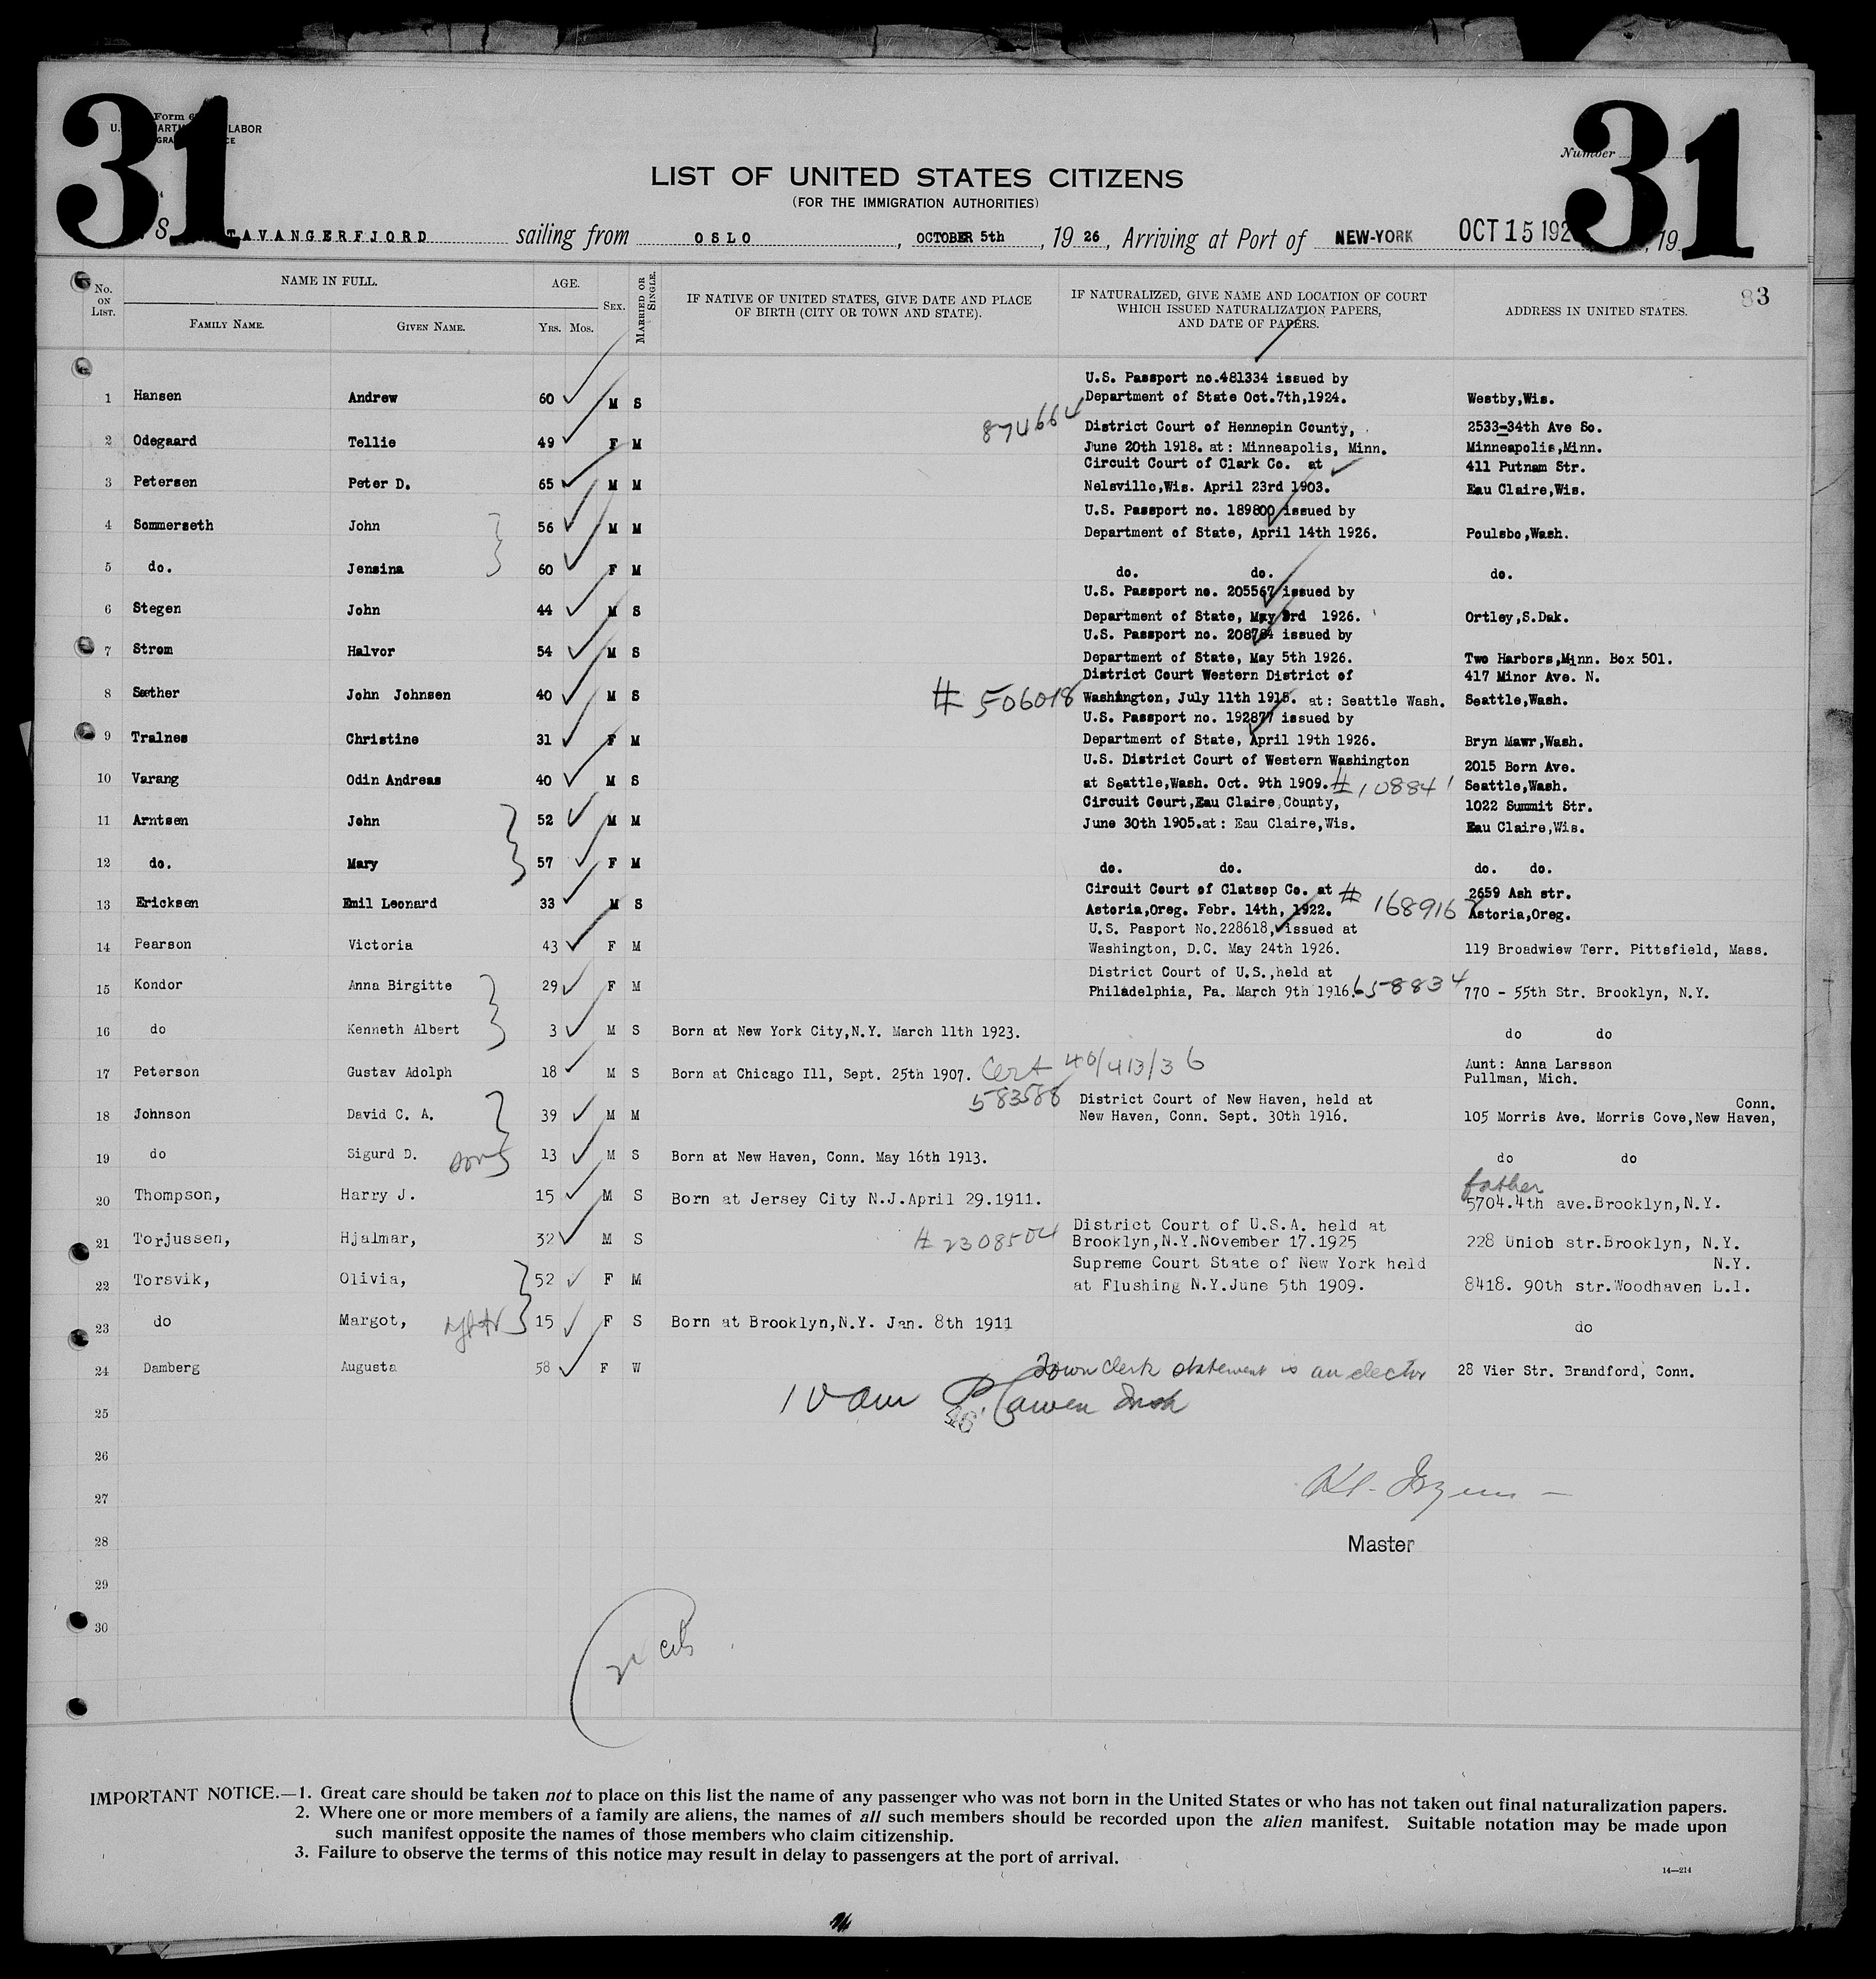 31
31
Form 6
U. LABOR
Number
LIST OF UNITED STATES CITIZENS
(FOR THE IMMIGRATION AUTHORITIES)
S TAVANGERFJORD sailing from OSLO, OCTOBER 5th, 19 26, Arriving at Port of NEW-YORK OCT 15 192 , 19
83
No. ON LIST.
NAME IN FULL.
FAMILY NAME.
GIVEN NAME.
AGE.
YRS. MOS.
SEX.
MARRIED OR SINGLE.
IF NATIVE OF UNITED STATES, GIVE DATE AND PLACE
OF BIRTH (CITY OR TOWN AND STATE).
IF NATURALIZED, GIVE NAME AND LOCATION OF COURT
WHICH ISSUED NATURALIZATION PAPERS,
AND DATE OF PAPERS.
ADDRESS IN UNITED STATES.
U.S. Passport no.481334 issued by
1 Hansen Andrew 60 M S Department of State Oct.7th,1924. Westby,Wis.
874664 District Court of Hennepin County, 2533-34th Ave So.
2 Odegaard Tellie 49 F M June 20th 1918. at: Minneapolis, Minn. Minneapolis,Minn.
Circuit Court of Clark Co. at 411 Putnam Str.
3 Petersen Peter D. 65 M M Nelsville,Wis. April 23rd 1903. Eau Claire,Wis.
U.S. Passport no. 189800 issued by
4 Sommerseth John 56 M M Department of State, April 14th 1926. Poulsbo,Wash.
5 do. Jensina 60 F M do. do. do.
U.S. Passport no. 205567 issued by
6 Stegen John 44 M S Department of State, May 3rd 1926. Ortley,S.Dak.
U.S. Passport no. 208784 issued by
7 Strom Halvor 54 M S Department of State, May 5th 1926. Two Harbors,Minn. Box 501.
District Court Western District of 417 Minor Ave. N.
8 Sæther John Johnsen 40 M S # 506018 Washington, July 11th 1915. at: Seattle Wash. Seattle,Wash.
U.S. Passport no. 192877 issued by
9 Tralnes Christine 31 F M Department of State, April 19th 1926. Bryn Mawr,Wash.
U.S. District Court of Western Washington 2015 Born Ave.
10 Varang Odin Andreas 40 M S at Seattle,Wash. Oct. 9th 1909. # 10884 Seattle,Wash.
Circuit Court,Eau Claire,County, 1022 Summit Str.
11 Arntsen John 52 M M June 30th 1905.at: Eau Claire,Wis. Eau Claire,Wis.
12 do. Mary 57 F M do. do. do. do.
Circuit Court of Clatsop Co. at # 1689168 2659 Ash str.
13 Ericksen Emil Leonard 33 M S Astoria,Oreg. Febr. 14th, 1922. Astoria,Oreg.
U.S. Pasport No.228618, issued at
14 Pearson Victoria 43 F M Washington, D.C. May 24th 1926. 119 Broadwiew Terr. Pittsfield, Mass.
District Court of U.S.,held at
15 Kondor Anna Birgitte 29 F M Philadelphia, Pa. March 9th 1916. 658834 770 - 55th Str. Brooklyn, N.Y.
16 do Kenneth Albert 3 M S Born at New York City,N.Y. March 11th 1923. do do
Aunt: Anna Larsson
17 Peterson Gustav Adolph 18 M S Born at Chicago Ill, Sept. 25th 1907. Cert 40/413/36 Pullman, Mich.
583588 District Court of New Haven, held at Conn.
18 Johnson David C. A. 39 M M New Haven, Conn. Sept. 30th 1916. 105 Morris Ave. Morris Cove,New Haven,
19 do Sigurd D. son 13 M S Born at New Haven, Conn. May 16th 1913. do do
father
20 Thompson, Harry J. 15 M S Born at Jersey City N.J.April 29.1911. 5704.4th ave.Brooklyn,N.Y.
District Court of U.S.A. held at
21 Torjussen, Hjalmar, 32 M S # 2308504 Brooklyn,N.Y.November 17.1925 228 Uniob str.Brooklyn, N.Y.
Supreme Court State of New York held N.Y.
22 Torsvik, Olivia, 52 F M at Flushing N.Y.June 5th 1909. 8418. 90th str.Woodhaven L.I.
23 do Margot, 15 F S Born at Brooklyn,N.Y. Jan. 8th 1911 do
24 Damberg Augusta 58 F W Town Clerk statement is an elector 28 Vier Str. Brandford, Conn.
25 10 am
26
27
28 Master
29
30
IMPORTANT NOTICE.—1. Great care should be taken not to place on this list the name of any passenger who was not born in the United States or who has not taken out final naturalization papers.
2. Where one or more members of a family are aliens, the names of all such members should be recorded upon the alien manifest. Suitable notation may be made upon
such manifest opposite the names of those members who claim citizenship.
3. Failure to observe the terms of this notice may result in delay to passengers at the port of arrival.
14—214